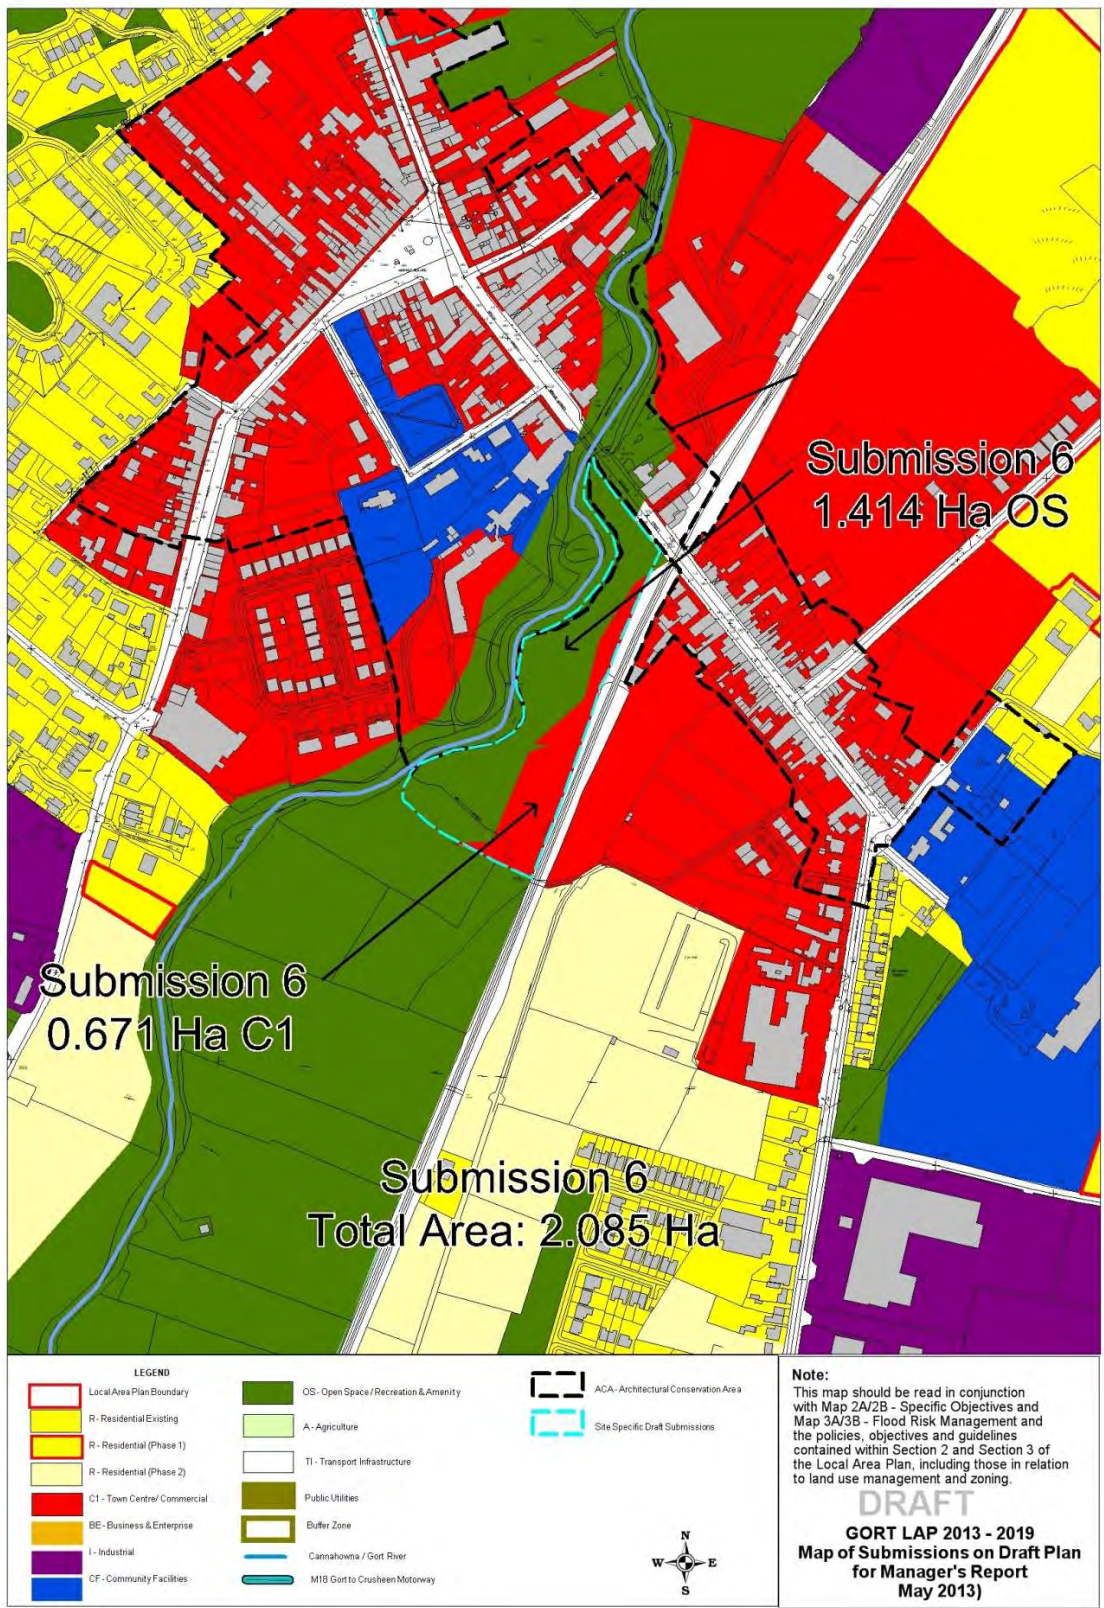 Submission 6
1.414 Ha OS
Submission 6
0.671 Ha C1
Submission 6
Total Area: 2.085 Ha
LEGEND
Local Area Plan Boundary
R - Residential Existing
R - Residential (Phase 1)
R - Residential (Phase 2)
C1 - Town Centre/ Commercial
BE - Business & Enterprise
I - Industrial
CF - Community Facilities
OS - Open Space / Recreation & Amenity
A - Agriculture
TI - Transport Infrastructure
Public Utilities
Buffer Zone
Cannahowna / Gort River
M18 Gort to Crusheen Motorway
ACA - Architectural Conservation Area
Site Specific Draft Submissions
N
W E
S
Note:
This map should be read in conjunction
with Map 2A/2B - Specific Objectives and
Map 3A/3B - Flood Risk Management and
the policies, objectives and guidelines
contained within Section 2 and Section 3 of
the Local Area Plan, including those in relation
to land use management and zoning.
DRAFT
GORT LAP 2013 - 2019
Map of Submissions on Draft Plan
for Manager's Report
May 2013)